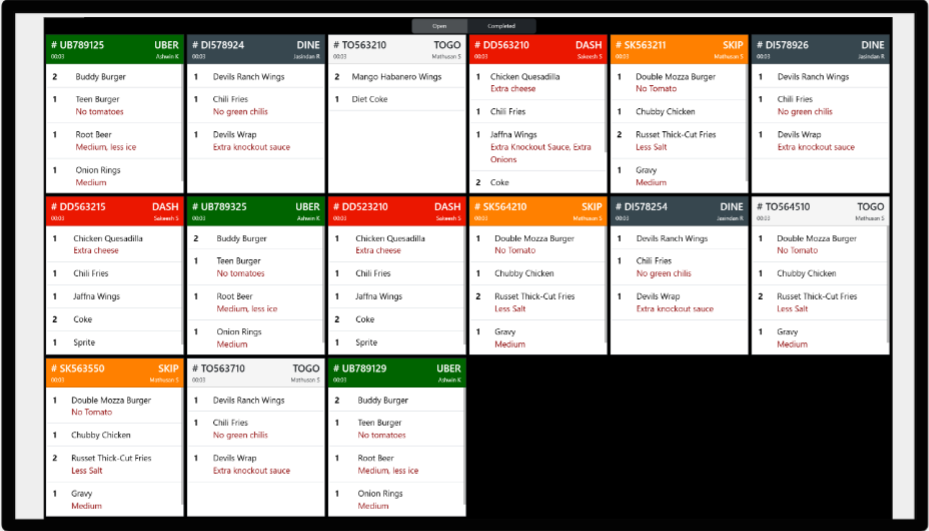 Open Completed
# UB789125 UBER
00:03 Ashwin K
2 Buddy Burger
1 Teen Burger
No tomatoes
1 Root Beer
Medium, less ice
1 Onion Rings
Medium
# DI578924 DINE
00:03 Jasindan R
1 Devils Ranch Wings
1 Chili Fries
No green chilis
1 Devils Wrap
Extra knockout sauce
# TO563210 TOGO
00:03 Mathusan S
2 Mango Habanero Wings
1 Diet Coke
# DD563210 DASH
00:03 Sakeesh S
1 Chicken Quesadilla
Extra cheese
1 Chili Fries
1 Jaffna Wings
Extra Knockout Sauce, Extra
Onions
2 Coke
# SK563211 SKIP
00:03 Mathusan S
1 Double Mozza Burger
No Tomato
1 Chubby Chicken
2 Russet Thick-Cut Fries
Less Salt
1 Gravy
Medium
# DI578926 DINE
00:03 Jasindan R
1 Devils Ranch Wings
1 Chili Fries
No green chilis
1 Devils Wrap
Extra knockout sauce
# DD563215 DASH
00:03 Sakeesh S
1 Chicken Quesadilla
Extra cheese
1 Chili Fries
1 Jaffna Wings
2 Coke
1 Sprite
# UB789325 UBER
00:03 Ashwin K
2 Buddy Burger
1 Teen Burger
No tomatoes
1 Root Beer
Medium, less ice
1 Onion Rings
Medium
# DD523210 DASH
00:03 Sakeesh S
1 Chicken Quesadilla
Extra cheese
1 Chili Fries
1 Jaffna Wings
2 Coke
1 Sprite
# SK564210 SKIP
00:03 Mathusan S
1 Double Mozza Burger
No Tomato
1 Chubby Chicken
2 Russet Thick-Cut Fries
Less Salt
1 Gravy
Medium
# DI578254 DINE
00:03 Jasindan R
1 Devils Ranch Wings
1 Chili Fries
No green chilis
1 Devils Wrap
Extra knockout sauce
# TO564510 TOGO
00:03 Mathusan S
1 Double Mozza Burger
No Tomato
1 Chubby Chicken
2 Russet Thick-Cut Fries
Less Salt
1 Gravy
Medium
# SK563550 SKIP
00:03 Mathusan S
1 Double Mozza Burger
No Tomato
1 Chubby Chicken
2 Russet Thick-Cut Fries
Less Salt
1 Gravy
Medium
# TO563710 TOGO
00:03 Mathusan S
1 Devils Ranch Wings
1 Chili Fries
No green chilis
1 Devils Wrap
Extra knockout sauce
# UB789129 UBER
00:03 Ashwin K
2 Buddy Burger
1 Teen Burger
No tomatoes
1 Root Beer
Medium, less ice
1 Onion Rings
Medium